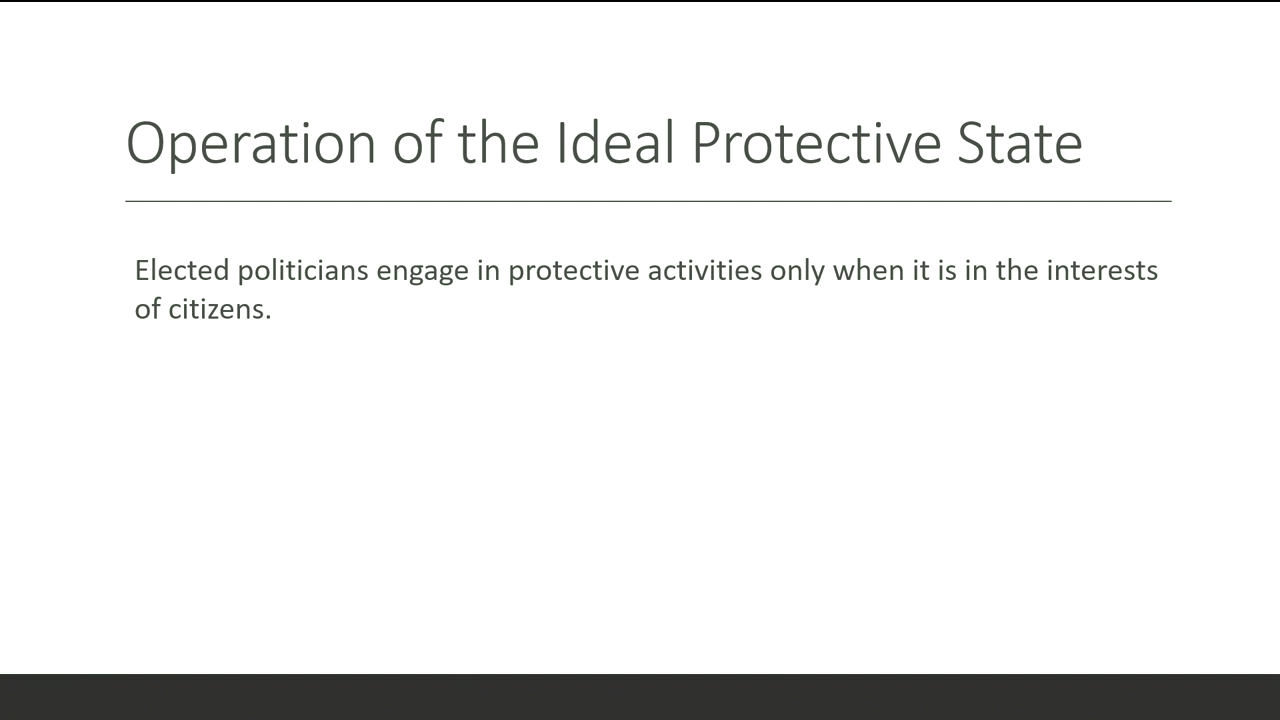 Operation of the Ideal Protective State
Elected politicians engage in protective activities only when it is in the interests
of citizens.